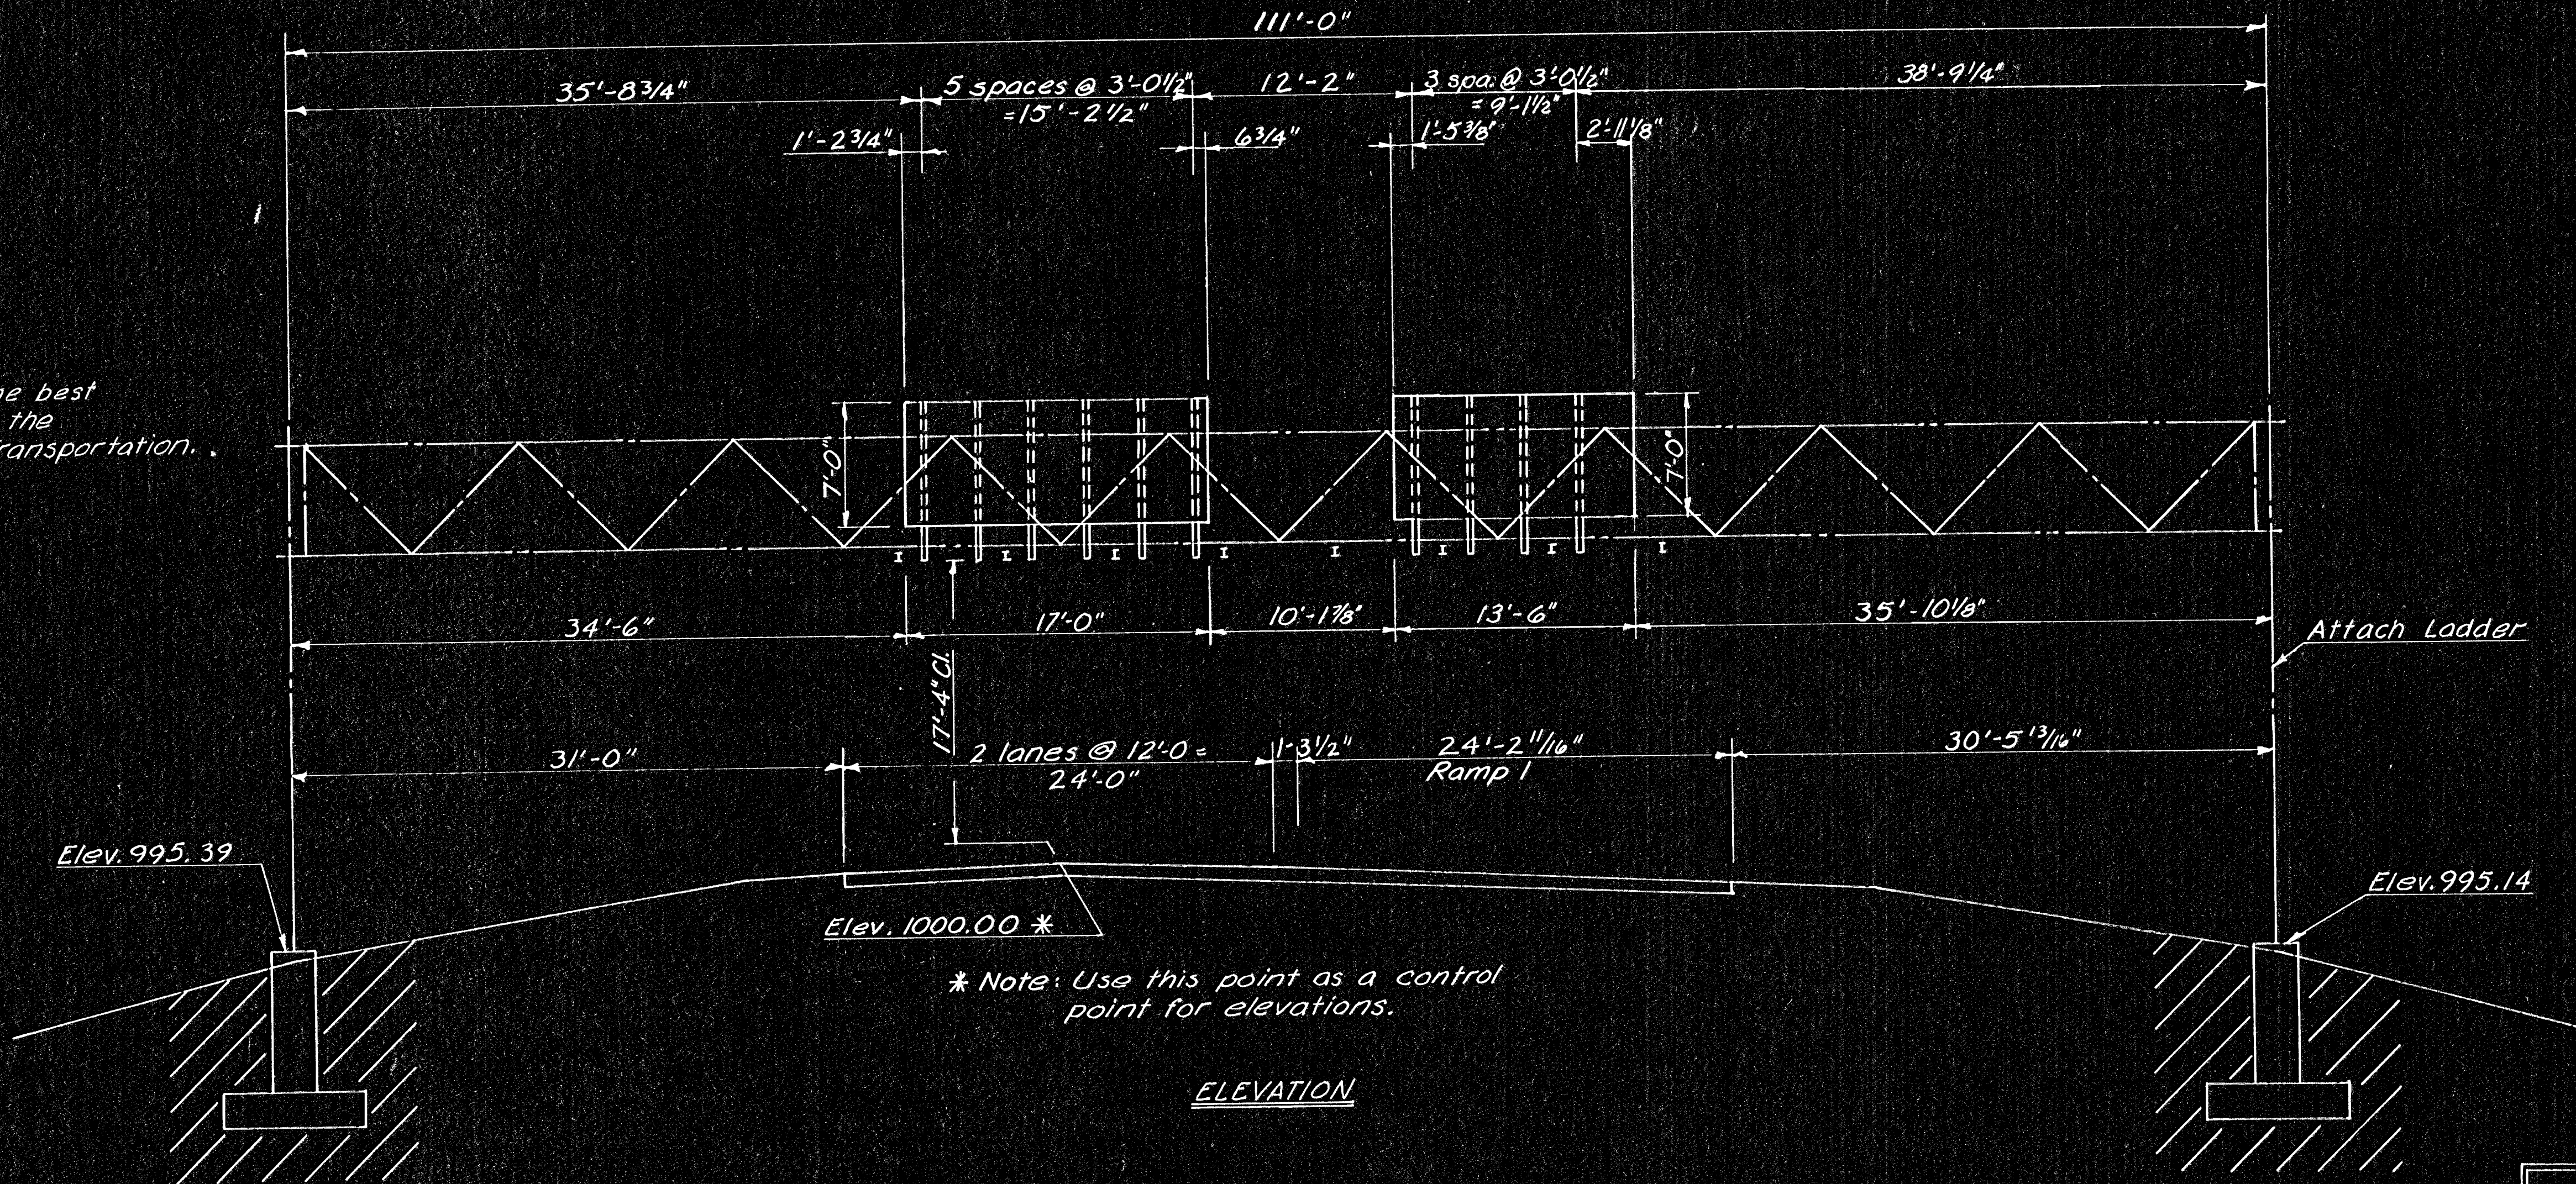 111'-0"
35'-8 3/4"
5 spaces @ 3'-0 1/2"
=15'-2 1/2"
12'-2"
3 spa. @ 3'-0 1/2"
= 9'-1 1/2"
38'-9 1/4"
1'-2 3/4"
6 3/4"
1'-5 3/8"
2'-11 1/8"
best
the
7'-0"
7'-0"
I I I I I I I I
34'-6"
17'-0"
10'-1 7/8"
13'-6"
35'-10 1/8"
Attach Ladder
17'-4" Cl.
31'-0"
2 lanes @ 12'-0 =
24'-0"
1'-3 1/2"
24'-2 11/16"
Ramp 1
30'-5 13/16"
Elev. 995.39
Elev. 995.14
Elev. 1000.00 *
* Note: Use this point as a control
point for elevations.
ELEVATION